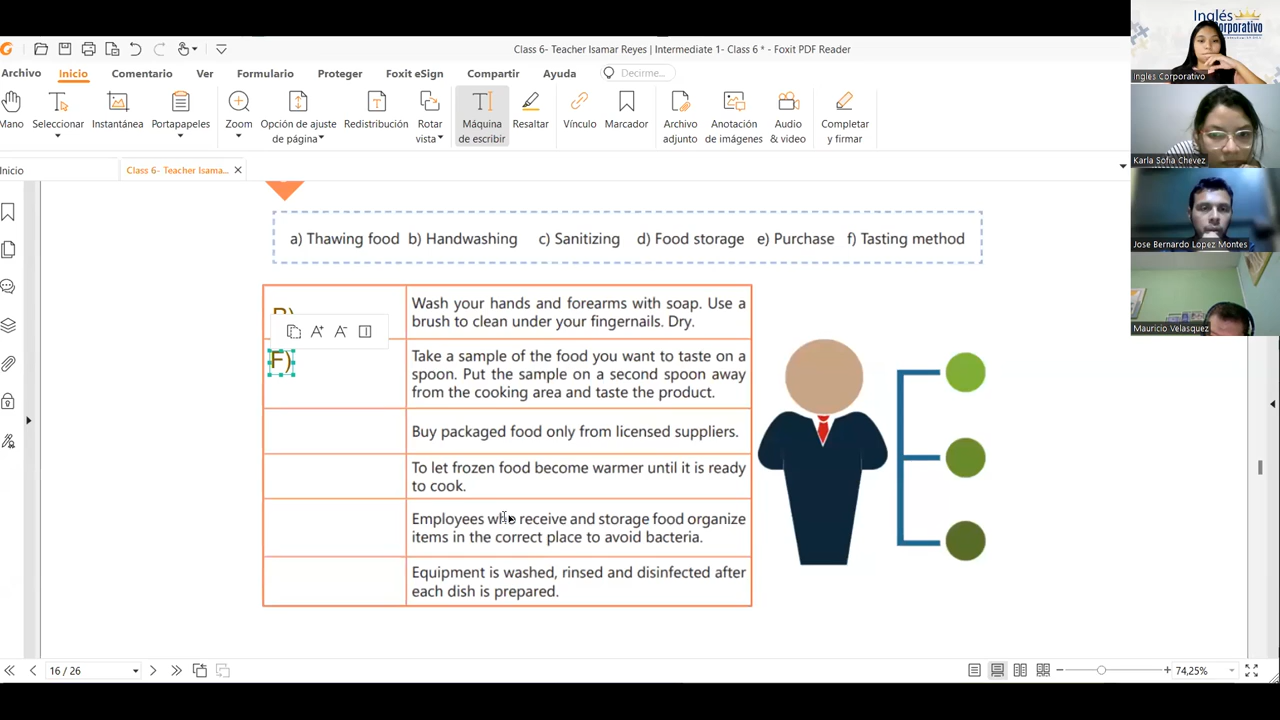 Inglés
Corporativo
Ingles Corporativo
Karla Sofia Chevez
Jose Bernardo Lopez Montes
Mauricio Velasquez
Class 6- Teacher Isamar Reyes | Intermediate 1- Class 6 * - Foxit PDF Reader
Archivo Inicio Comentario Ver Formulario Proteger Foxit eSign Compartir Ayuda Decirme...
Mano Seleccionar Instantánea Portapapeles Zoom Opción de ajuste de página Redistribución Rotar vista Máquina de escribir Resaltar Vínculo Marcador Archivo adjunto Anotación de imágenes Audio & video Completar y firmar
Inicio Class 6- Teacher Isama...
a) Thawing food b) Handwashing c) Sanitizing d) Food storage e) Purchase f) Tasting method
B)
Wash your hands and forearms with soap. Use a
brush to clean under your fingernails. Dry.
F)
Take a sample of the food you want to taste on a
spoon. Put the sample on a second spoon away
from the cooking area and taste the product.
Buy packaged food only from licensed suppliers.
To let frozen food become warmer until it is ready
to cook.
Employees who receive and storage food organize
items in the correct place to avoid bacteria.
Equipment is washed, rinsed and disinfected after
each dish is prepared.
16 / 26
74,25%